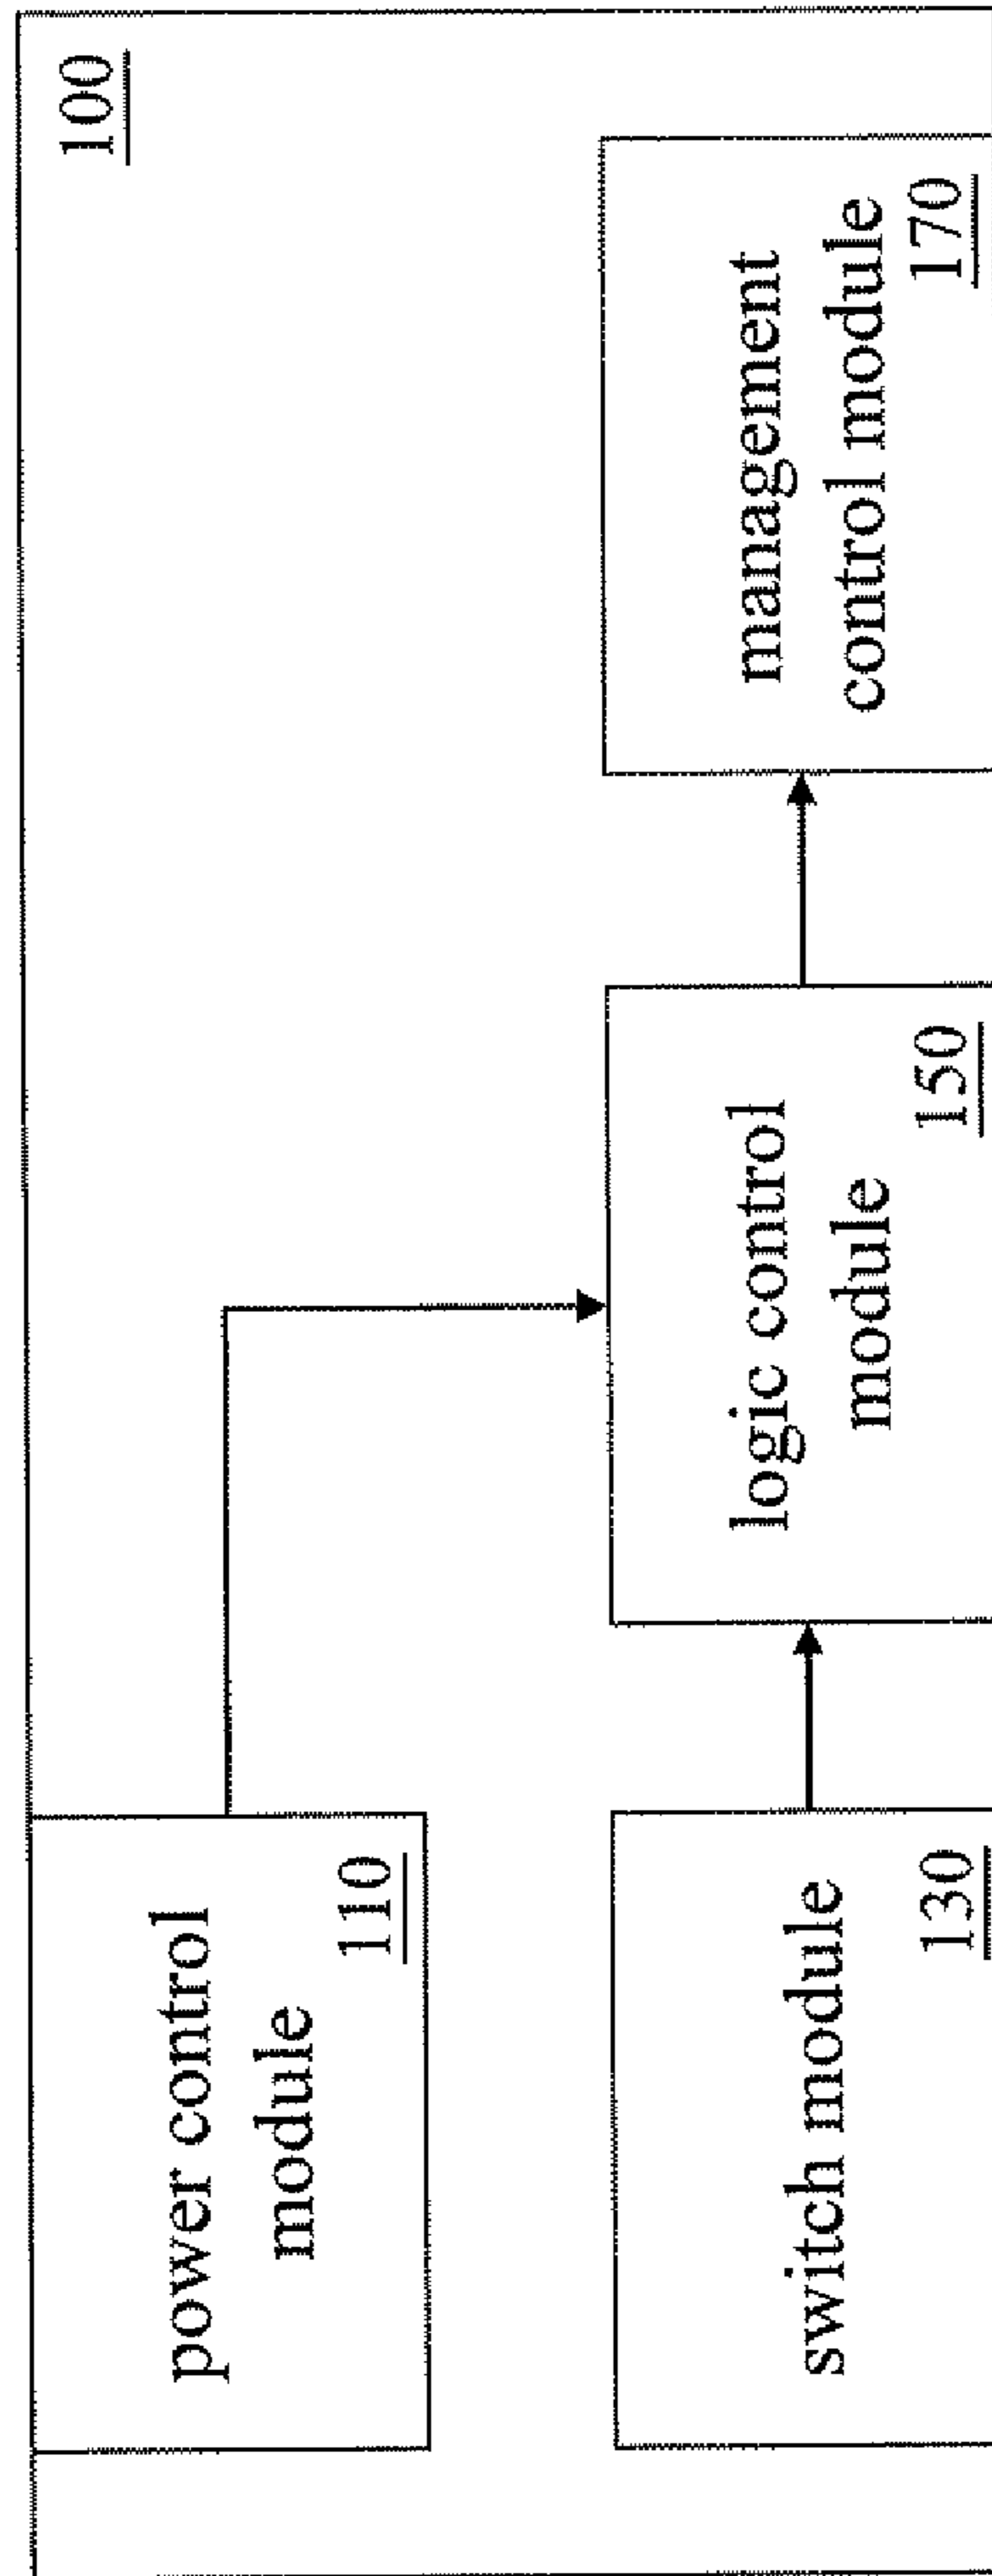 100
power control
module
110
switch module
130
logic control
module
150
management
control module
170